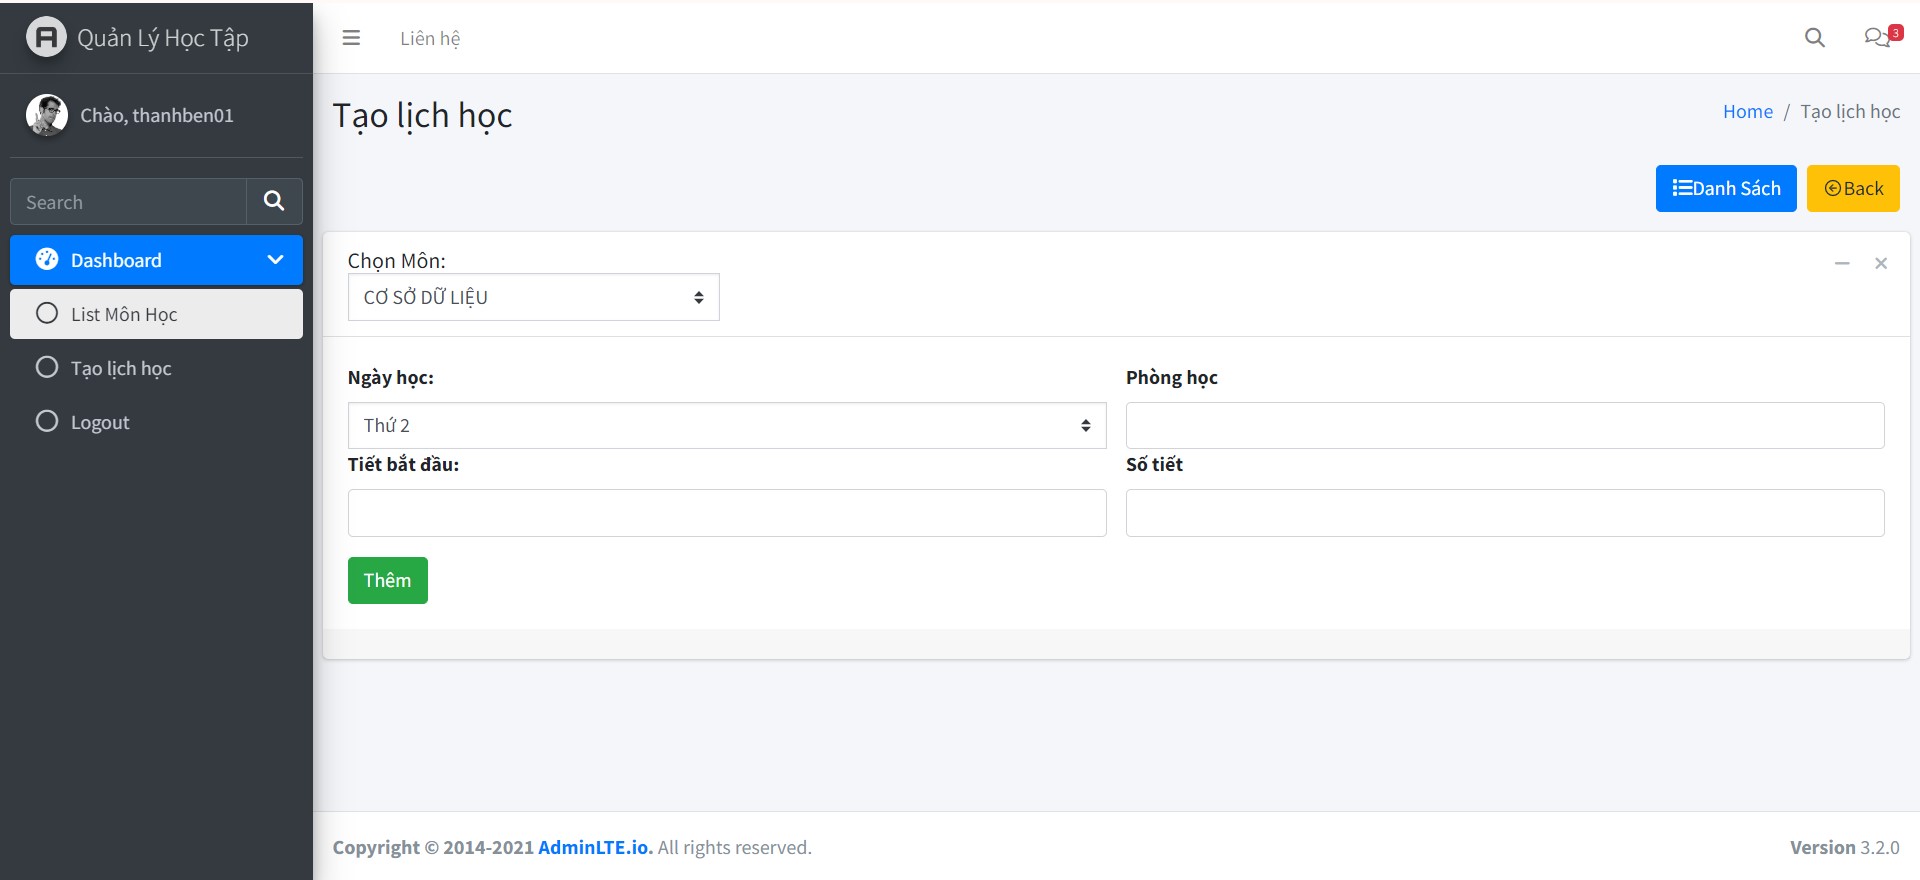 Quản Lý Học Tập
Liên hệ
3
Chào, thanhben01
Search
Dashboard
List Môn Học
Tạo lịch học
Logout
Tạo lịch học
Home / Tạo lịch học
Danh Sách
Back
Chọn Môn:
CƠ SỞ DỮ LIỆU
Ngày học:
Phòng học
Thứ 2
Tiết bắt đầu:
Số tiết
Thêm
Copyright © 2014-2021 AdminLTE.io. All rights reserved.
Version 3.2.0